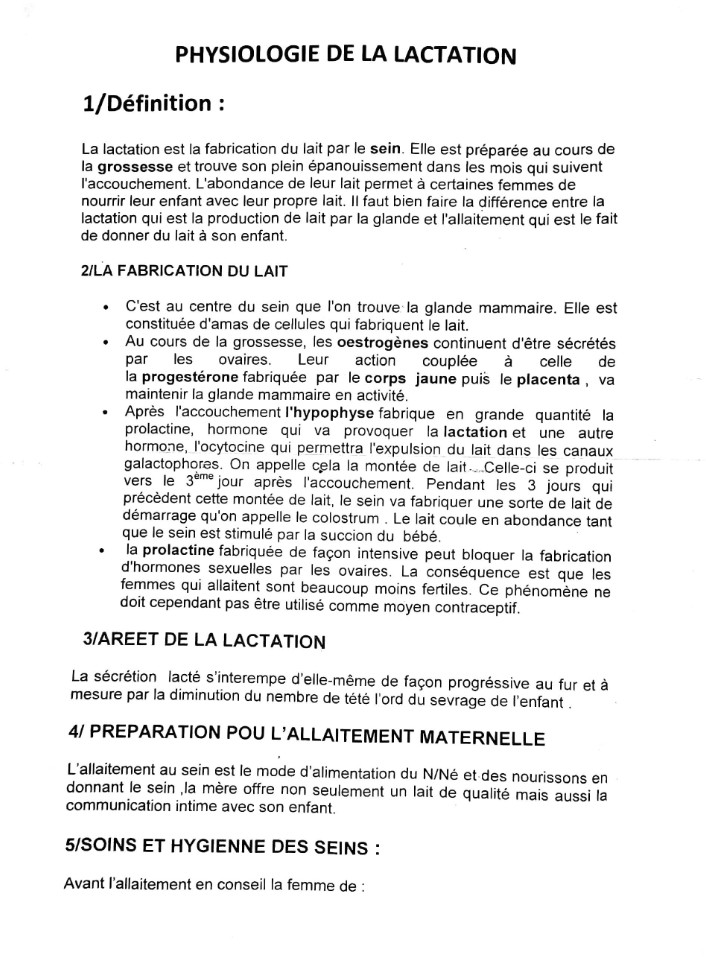 PHYSIOLOGIE DE LA LACTATION
1/Définition :
La lactation est la fabrication du lait par le sein. Elle est préparée au cours de
la grossesse et trouve son plein épanouissement dans les mois qui suivent
l'accouchement. L'abondance de leur lait permet à certaines femmes de
nourrir leur enfant avec leur propre lait. Il faut bien faire la différence entre la
lactation qui est la production de lait par la glande et l'allaitement qui est le fait
de donner du lait à son enfant.
2/LA FABRICATION DU LAIT
• C'est au centre du sein que l'on trouve la glande mammaire. Elle est
constituée d'amas de cellules qui fabriquent le lait.
• Au cours de la grossesse, les oestrogènes continuent d'être sécrétés
par les ovaires. Leur action couplée à celle de
la progestérone fabriquée par le corps jaune puis le placenta , va
maintenir la glande mammaire en activité.
• Après l'accouchement l'hypophyse fabrique en grande quantité la
prolactine, hormone qui va provoquer la lactation et une autre
hormone, l'ocytocine qui permettra l'expulsion du lait dans les canaux
galactophores. On appelle cela la montée de lait. Celle-ci se produit
vers le 3ème jour après l'accouchement. Pendant les 3 jours qui
précèdent cette montée de lait, le sein va fabriquer une sorte de lait de
démarrage qu'on appelle le colostrum . Le lait coule en abondance tant
que le sein est stimulé par la succion du bébé.
• la prolactine fabriquée de façon intensive peut bloquer la fabrication
d'hormones sexuelles par les ovaires. La conséquence est que les
femmes qui allaitent sont beaucoup moins fertiles. Ce phénomène ne
doit cependant pas être utilisé comme moyen contraceptif.
3/AREET DE LA LACTATION
La sécrétion lacté s'interempe d'elle-même de façon progréssive au fur et à
mesure par la diminution du nembre de tété l'ord du sevrage de l'enfant .
4/ PREPARATION POU L'ALLAITEMENT MATERNELLE
L'allaitement au sein est le mode d'alimentation du N/Né et des nourissons en
donnant le sein ,la mère offre non seulement un lait de qualité mais aussi la
communication intime avec son enfant.
5/SOINS ET HYGIENNE DES SEINS :
Avant l'allaitement en conseil la femme de :